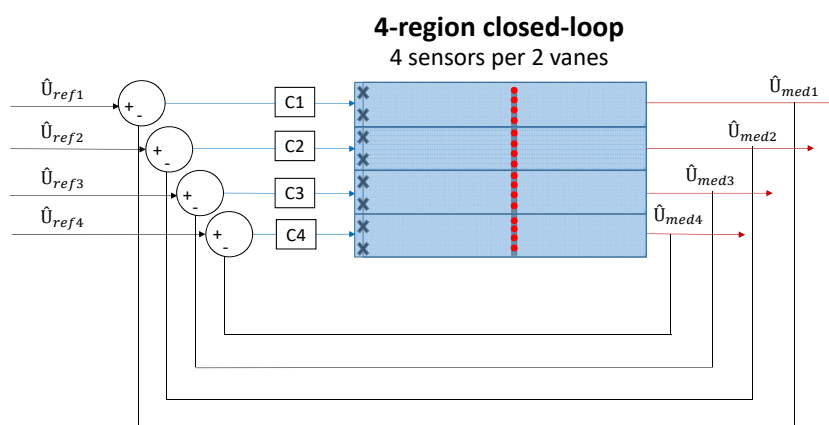 4-region closed-loop
4 sensors per 2 vanes
Û_ref1
+
-
C1
Û_med1
Û_ref2
+
-
C2
Û_med2
Û_ref3
+
-
C3
Û_med3
Û_ref4
+
-
C4
Û_med4